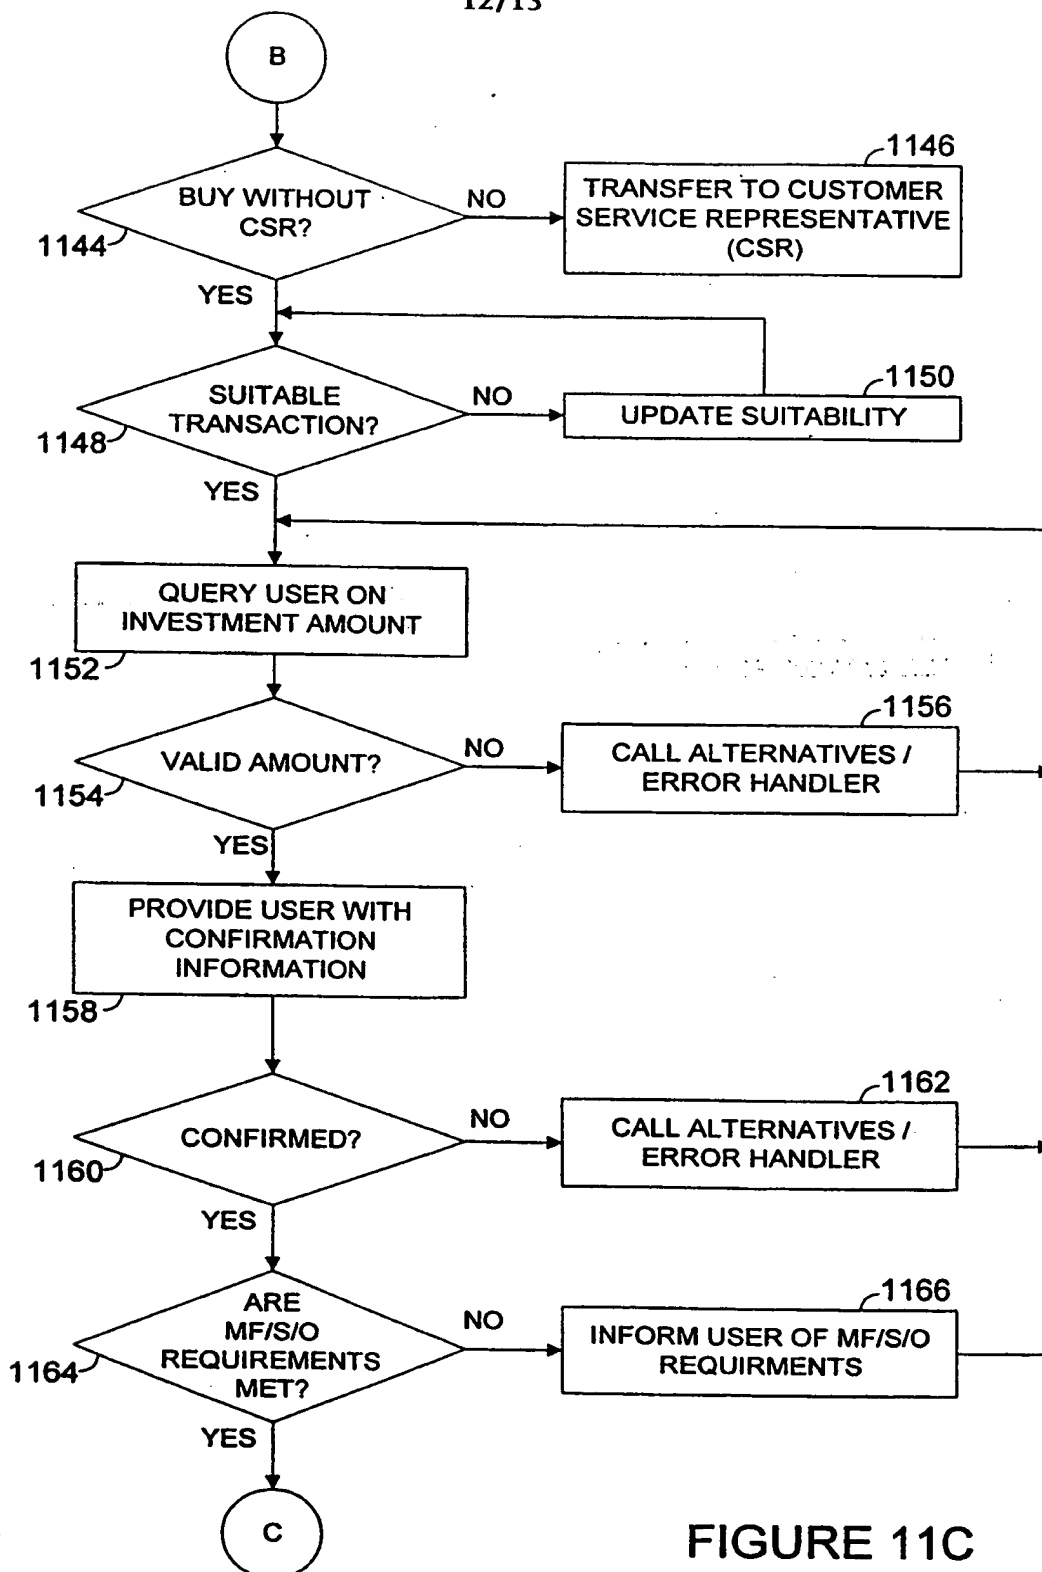 12/13
B
BUY WITHOUT
CSR?
1144
NO
1146
TRANSFER TO CUSTOMER
SERVICE REPRESENTATIVE
(CSR)
YES
SUITABLE
TRANSACTION?
1148
NO
1150
UPDATE SUITABILITY
YES
QUERY USER ON
INVESTMENT AMOUNT
1152
VALID AMOUNT?
1154
NO
1156
CALL ALTERNATIVES /
ERROR HANDLER
YES
PROVIDE USER WITH
CONFIRMATION
INFORMATION
1158
CONFIRMED?
1160
NO
1162
CALL ALTERNATIVES /
ERROR HANDLER
YES
ARE
MF/S/O
REQUIREMENTS
MET?
1164
NO
1166
INFORM USER OF MF/S/O
REQUIRMENTS
YES
C
FIGURE 11C